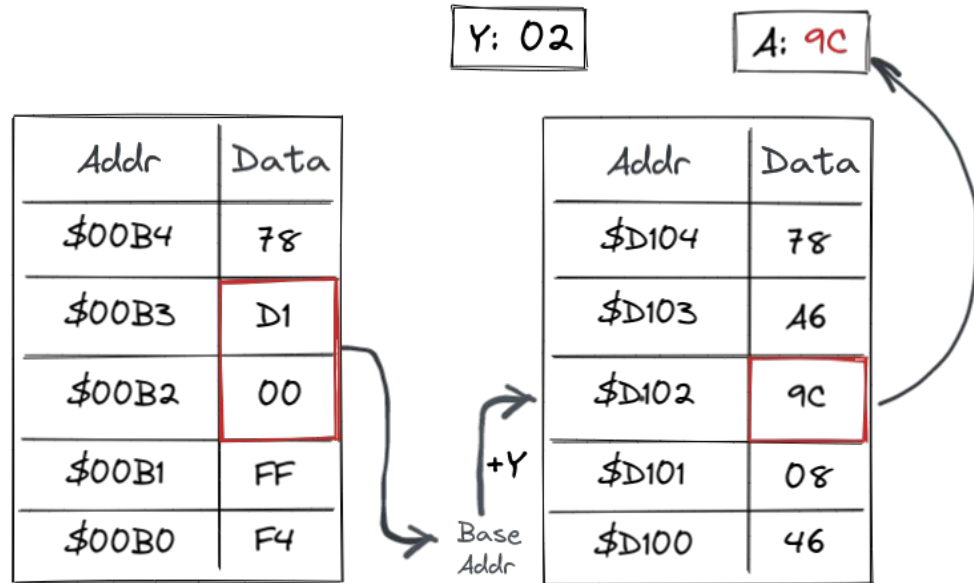 Y: 02
A: 9C
Addr Data
$00B4 78
$00B3 D1
$00B2 00
$00B1 FF
$00B0 F4
+Y
Base
Addr
Addr Data
$D104 78
$D103 A6
$D102 9C
$D101 08
$D100 46